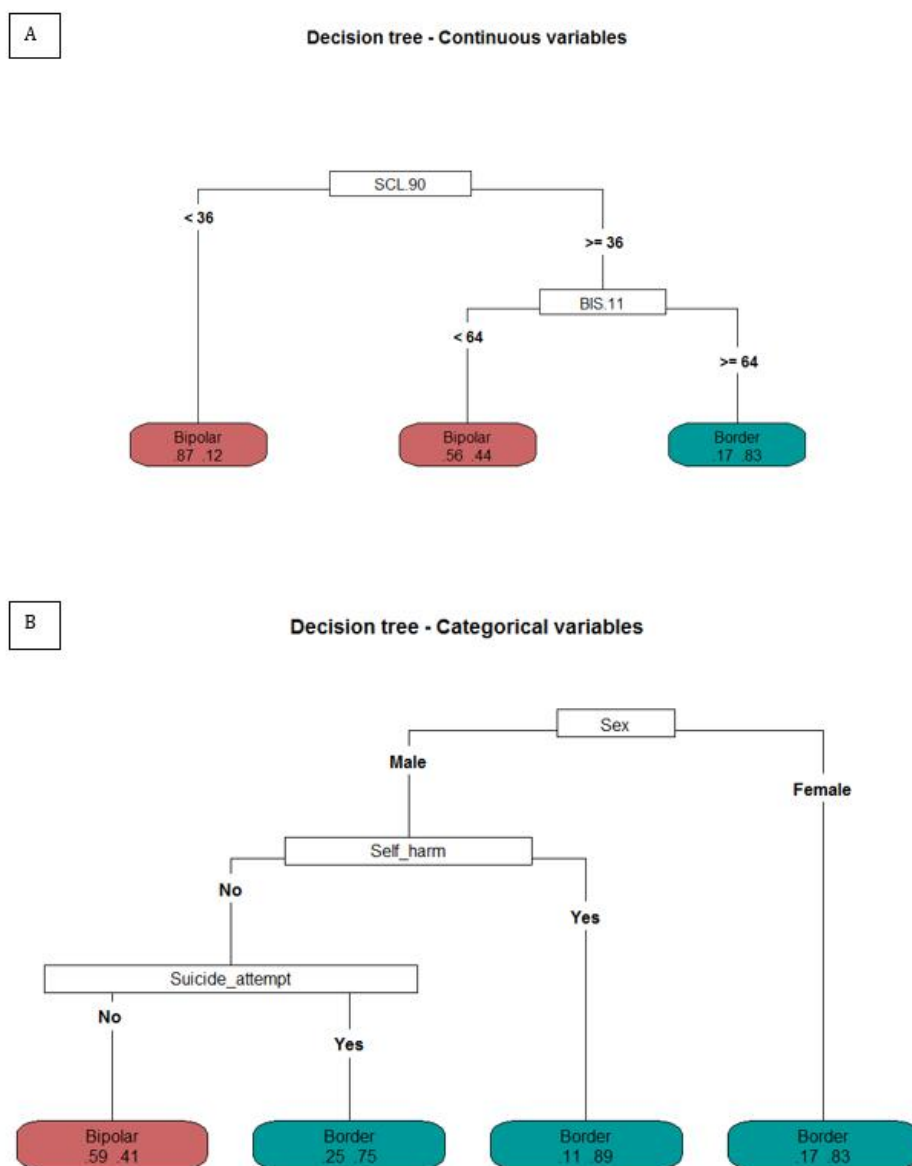 A
Decision tree - Continuous variables
SCL.90
< 36
>= 36
BIS.11
< 64
>= 64
Bipolar
.87 .12
Bipolar
.56 .44
Border
.17 .83
B
Decision tree - Categorical variables
Sex
Male
Female
Self_harm
No
Yes
Suicide_attempt
No
Yes
Bipolar
.59 .41
Border
.25 .75
Border
.11 .89
Border
.17 .83